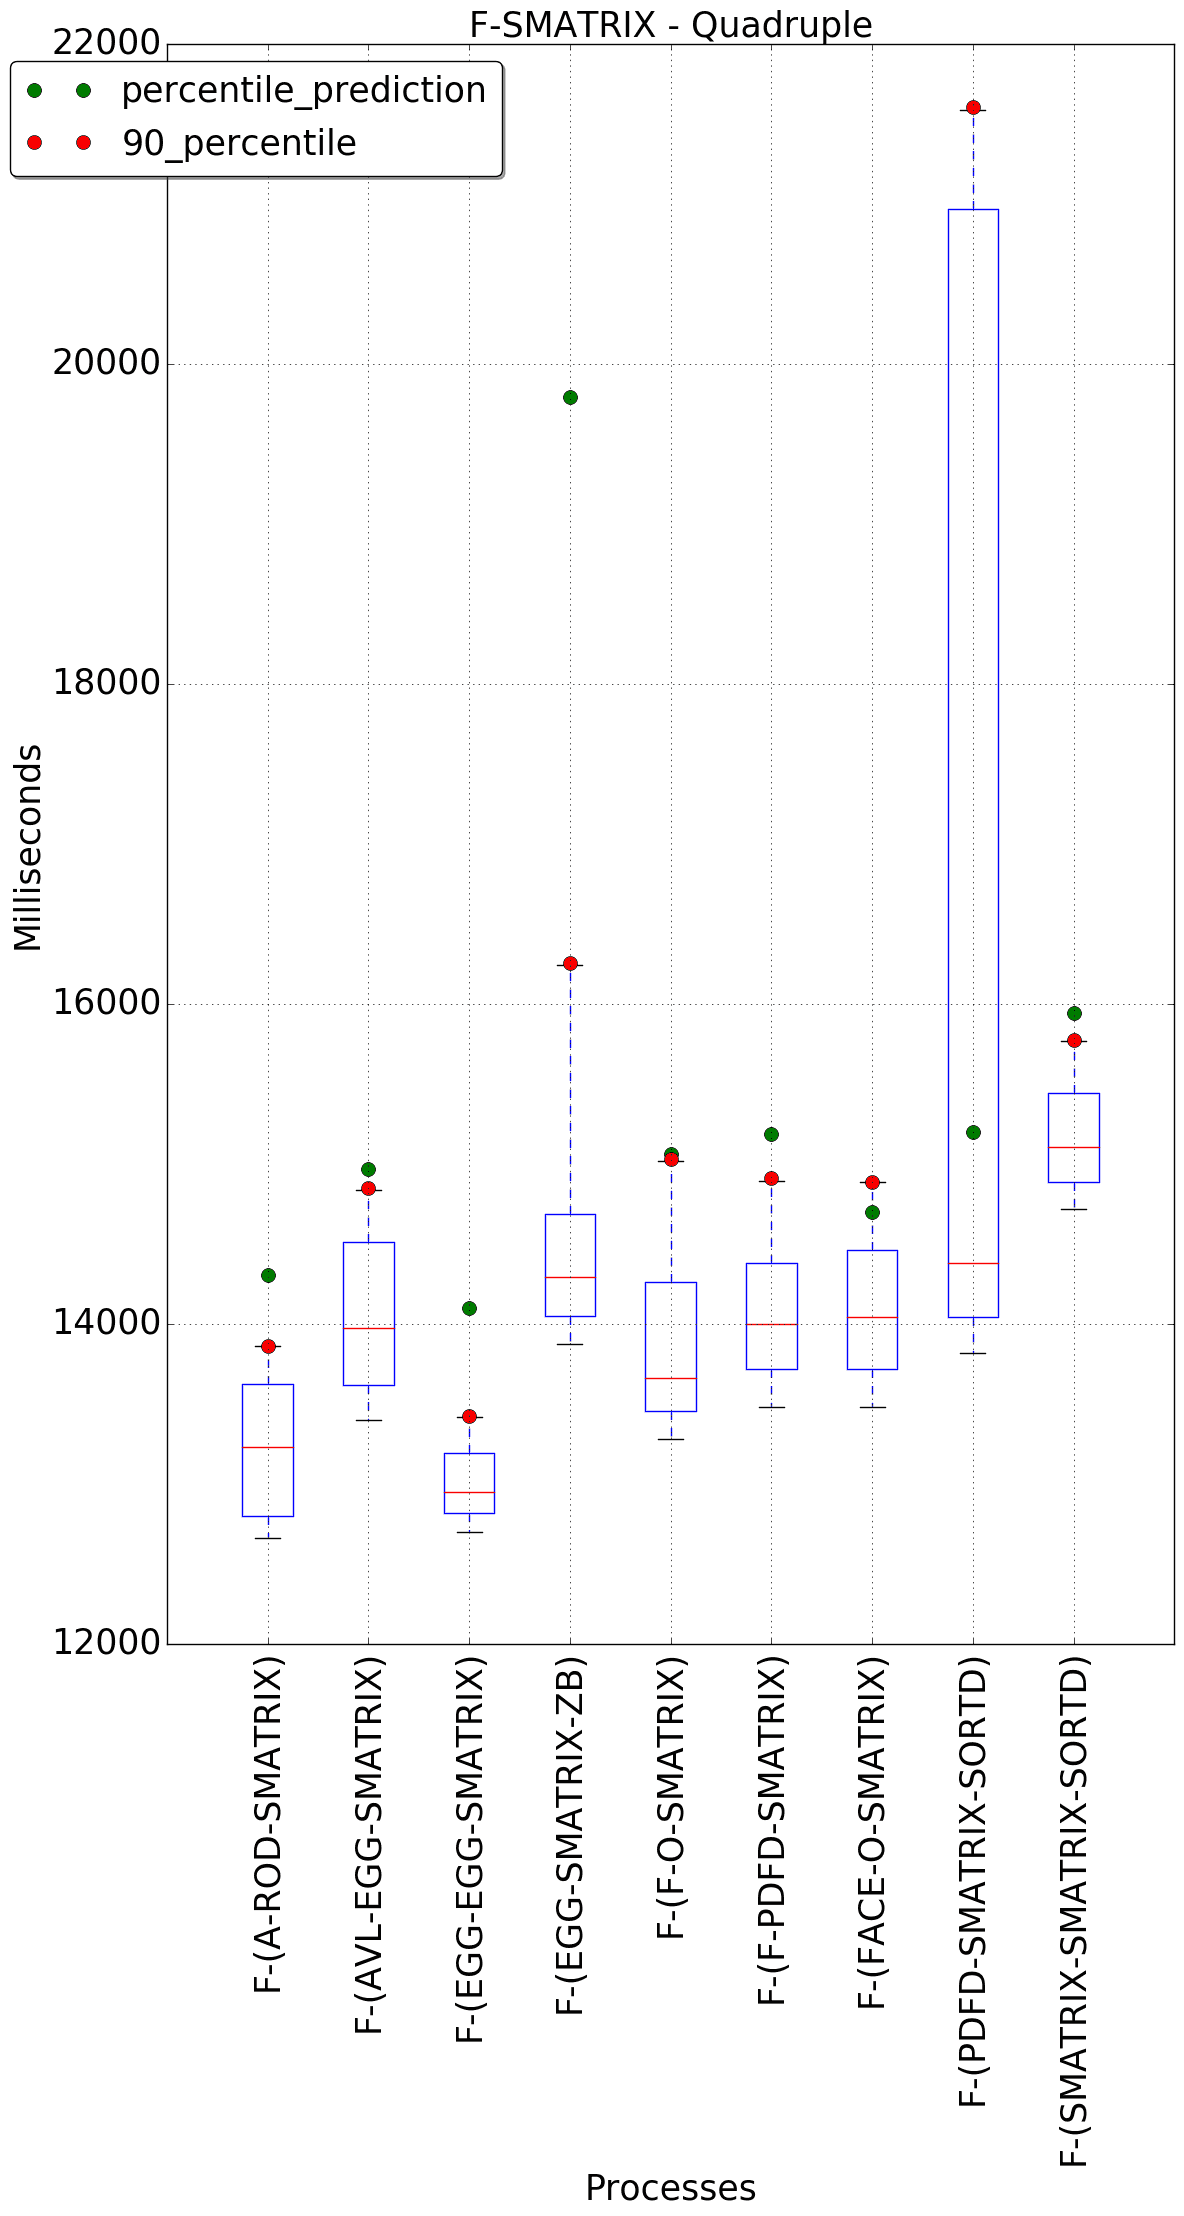 F-SMATRIX - Quadruple
percentile_prediction
90_percentile
22000
20000
18000
16000
14000
12000
Milliseconds
F-(A-ROD-SMATRIX)
F-(AVL-EGG-SMATRIX)
F-(EGG-EGG-SMATRIX)
F-(EGG-SMATRIX-ZB)
F-(F-O-SMATRIX)
F-(F-PDFD-SMATRIX)
F-(FACE-O-SMATRIX)
F-(PDFD-SMATRIX-SORTD)
F-(SMATRIX-SMATRIX-SORTD)
Processes